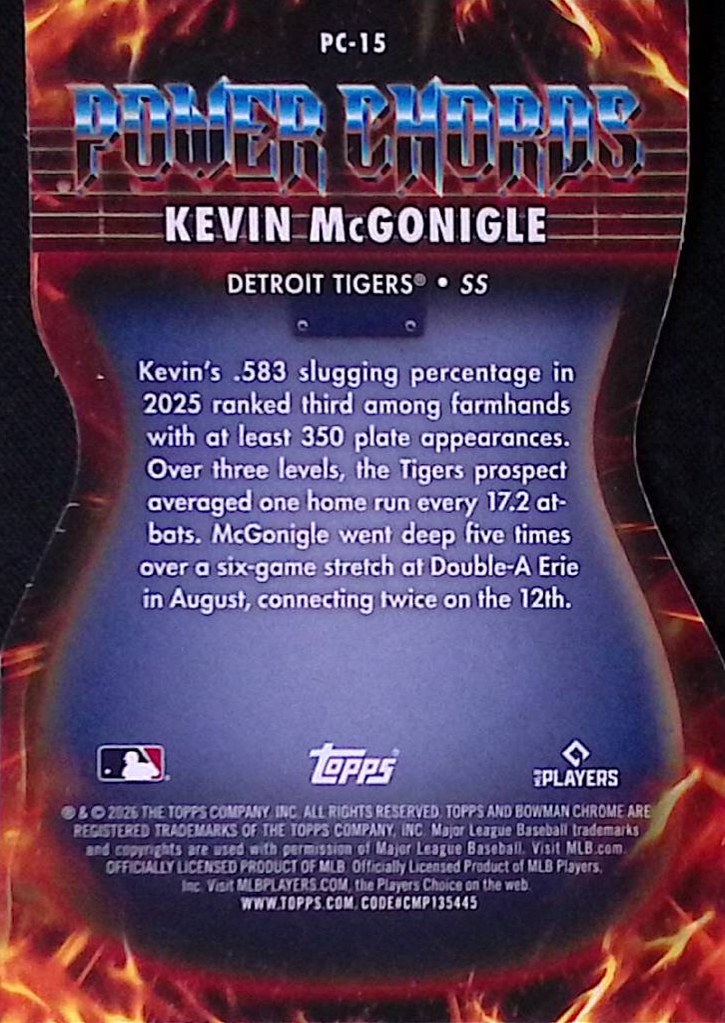 PC-15
POWER CHORDS
KEVIN McGONIGLE
DETROIT TIGERS® • SS
Kevin's .583 slugging percentage in
2025 ranked third among farmhands
with at least 350 plate appearances.
Over three levels, the Tigers prospect
averaged one home run every 17.2 at-
bats. McGonigle went deep five times
over a six-game stretch at Double-A Erie
in August, connecting twice on the 12th.
Topps®
MLB PLAYERS
® & © 2026 THE TOPPS COMPANY, INC. ALL RIGHTS RESERVED. TOPPS AND BOWMAN CHROME ARE
REGISTERED TRADEMARKS OF THE TOPPS COMPANY, INC. Major League Baseball trademarks
and copyrights are used with permission of Major League Baseball. Visit MLB.com.
OFFICIALLY LICENSED PRODUCT OF MLB Officially Licensed Product of MLB Players,
Inc. Visit MLBPLAYERS.COM, the Players Choice on the web.
WWW.TOPPS.COM. CODE#CMP135445